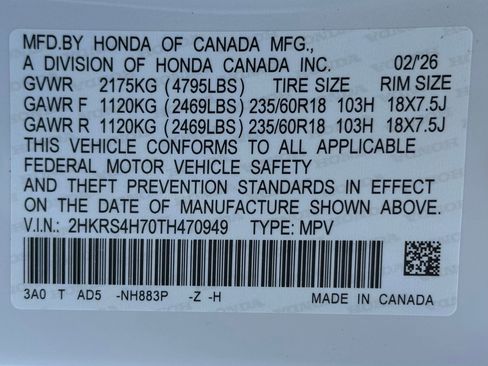 MFD.BY HONDA OF CANADA MFG.,
A DIVISION OF HONDA CANADA INC. 02/'26
GVWR 2175KG (4795LBS) TIRE SIZE RIM SIZE
GAWR F 1120KG (2469LBS) 235/60R18 103H 18X7.5J
GAWR R 1120KG (2469LBS) 235/60R18 103H 18X7.5J
THIS VEHICLE CONFORMS TO ALL APPLICABLE
FEDERAL MOTOR VEHICLE SAFETY
AND THEFT PREVENTION STANDARDS IN EFFECT
ON THE DATE OF MANUFACTURE SHOWN ABOVE.
V.I.N.: 2HKRS4H70TH470949 TYPE: MPV
3A0 T AD5 -NH883P -Z -H MADE IN CANADA